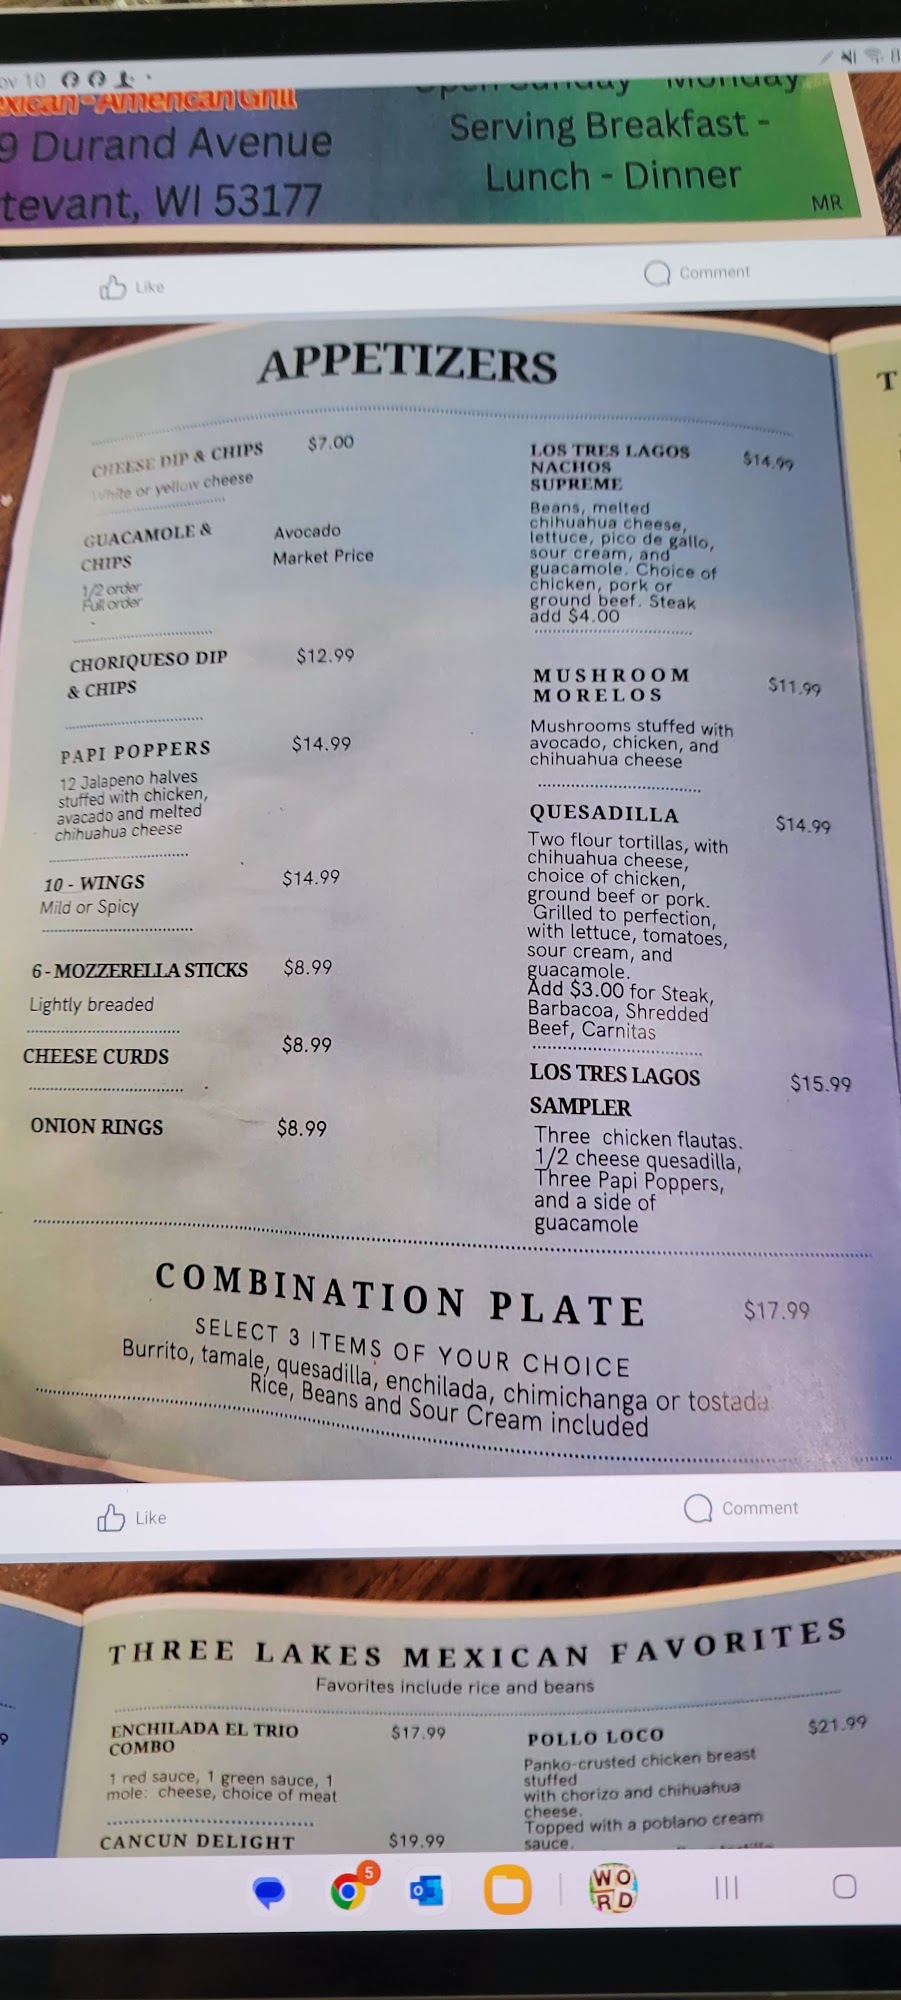 ov 10
xican-American Grill
9 Durand Avenue
tevant, WI 53177
Open Sunday - Monday
Serving Breakfast -
Lunch - Dinner
MR
Like
Comment
APPETIZERS
CHEESE DIP & CHIPS $7.00
White or yellow cheese
GUACAMOLE & Avocado
CHIPS Market Price
1/2 order
Full order
CHORIQUESO DIP $12.99
& CHIPS
PAPI POPPERS $14.99
12 Jalapeno halves
stuffed with chicken,
avacado and melted
chihuahua cheese
10 - WINGS $14.99
Mild or Spicy
6 - MOZZERELLA STICKS $8.99
Lightly breaded
CHEESE CURDS $8.99
ONION RINGS $8.99
LOS TRES LAGOS $14.99
NACHOS
SUPREME
Beans, melted
chihuahua cheese,
lettuce, pico de gallo,
sour cream, and
guacamole. Choice of
chicken, pork or
ground beef. Steak
add $4.00
MUSHROOM $11.99
MORELOS
Mushrooms stuffed with
avocado, chicken, and
chihuahua cheese
QUESADILLA $14.99
Two flour tortillas, with
chihuahua cheese,
choice of chicken,
ground beef or pork.
Grilled to perfection,
with lettuce, tomatoes,
sour cream, and
guacamole.
Add $3.00 for Steak,
Barbacoa, Shredded
Beef, Carnitas
LOS TRES LAGOS $15.99
SAMPLER
Three chicken flautas.
1/2 cheese quesadilla,
Three Papi Poppers,
and a side of
guacamole
T
COMBINATION PLATE $17.99
SELECT 3 ITEMS OF YOUR CHOICE
Burrito, tamale, quesadilla, enchilada, chimichanga or tostada
Rice, Beans and Sour Cream included
Like
Comment
THREE LAKES MEXICAN FAVORITES
Favorites include rice and beans
ENCHILADA EL TRIO $17.99
COMBO
1 red sauce, 1 green sauce, 1
mole: cheese, choice of meat
CANCUN DELIGHT $19.99
POLLO LOCO $21.99
Panko-crusted chicken breast
stuffed
with chorizo and chihuahua
cheese.
Topped with a poblano cream
sauce.
5
WO
RD